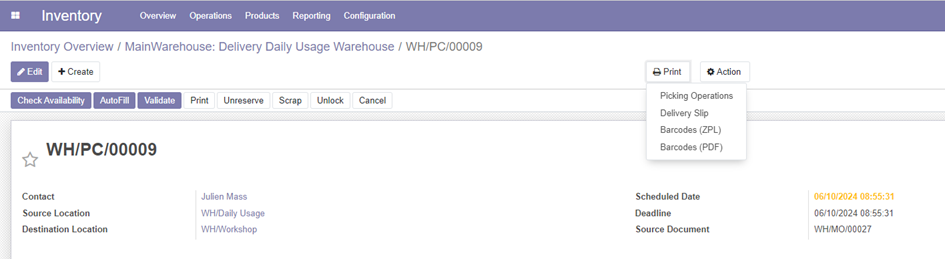 Inventory Overview Operations Products Reporting Configuration
Inventory Overview / MainWarehouse: Delivery Daily Usage Warehouse / WH/PC/00009
Edit + Create Print Action
Check Availability AutoFill Validate Print Unreserve Scrap Unlock Cancel
Picking Operations
Delivery Slip
Barcodes (ZPL)
Barcodes (PDF)
WH/PC/00009
Contact Julien Mass Scheduled Date 06/10/2024 08:55:31
Source Location WH/Daily Usage Deadline 06/10/2024 08:55:31
Destination Location WH/Workshop Source Document WH/MO/00027